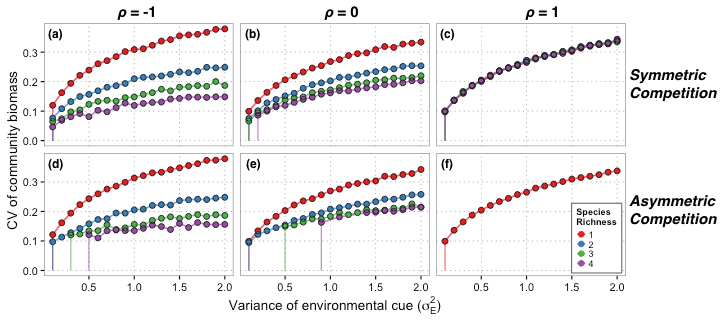 ρ = -1
ρ = 0
ρ = 1
CV of community biomass
(a)
(b)
(c)
0.3
0.2
0.1
0.0
Symmetric
Competition
(d)
(e)
(f)
0.3
0.2
0.1
0.0
Asymmetric
Competition
Species
Richness
1
2
3
4
0.5 1.0 1.5 2.0
0.5 1.0 1.5 2.0
0.5 1.0 1.5 2.0
Variance of environmental cue (σ²E)